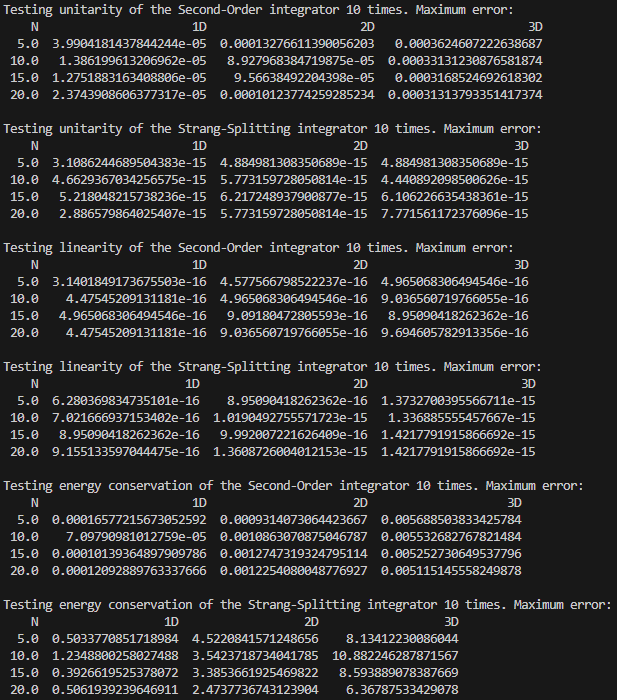 Testing unitarity of the Second-Order integrator 10 times. Maximum error:
N 1D 2D 3D
5.0 3.9904181437844244e-05 0.00013276611390056203 0.0003624607222638687
10.0 1.386199613206962e-05 8.927968384719875e-05 0.00033131230876581874
15.0 1.2751883163408806e-05 9.56638492204398e-05 0.0003168524692618302
20.0 2.3743908606377317e-05 0.00010123774259285234 0.00031313793351417374
Testing unitarity of the Strang-Splitting integrator 10 times. Maximum error:
N 1D 2D 3D
5.0 3.1086244689504383e-15 4.884981308350689e-15 4.884981308350689e-15
10.0 4.6629367034256575e-15 5.773159728050814e-15 4.440892098500626e-15
15.0 5.218048215738236e-15 6.217248937900877e-15 6.106226635438361e-15
20.0 2.886579864025407e-15 5.773159728050814e-15 7.771561172376096e-15
Testing linearity of the Second-Order integrator 10 times. Maximum error:
N 1D 2D 3D
5.0 3.1401849173675503e-16 4.577566798522237e-16 4.965068306494546e-16
10.0 4.47545209131181e-16 4.965068306494546e-16 9.036560719766055e-16
15.0 4.965068306494546e-16 9.09180472805593e-16 8.95090418262362e-16
20.0 4.47545209131181e-16 9.036560719766055e-16 9.694605782913356e-16
Testing linearity of the Strang-Splitting integrator 10 times. Maximum error:
N 1D 2D 3D
5.0 6.280369834735101e-16 8.95090418262362e-16 1.3732700395566711e-15
10.0 7.021666937153402e-16 1.0190492755571723e-15 1.336885555457667e-15
15.0 8.95090418262362e-16 9.992007221626409e-16 1.4217791915866692e-15
20.0 9.155133597044475e-16 1.3608726004012153e-15 1.4217791915866692e-15
Testing energy conservation of the Second-Order integrator 10 times. Maximum error:
N 1D 2D 3D
5.0 0.00016577215673052592 0.0009314073064423667 0.005688503833425784
10.0 7.09790981012759e-05 0.0010863070875046787 0.005532682767821484
15.0 0.00010139364897909786 0.0012747319324795114 0.005252730649537796
20.0 0.00012092889763337666 0.0012254080048776927 0.005115145558249878
Testing energy conservation of the Strang-Splitting integrator 10 times. Maximum error:
N 1D 2D 3D
5.0 0.5033770851718984 4.5220841571248656 8.13412230086044
10.0 1.2348800258027488 3.5423718734041785 10.882246287871567
15.0 0.3926619525378072 3.3853661925469822 8.593889078387669
20.0 0.5061939239646911 2.4737736743123904 6.36787533429078